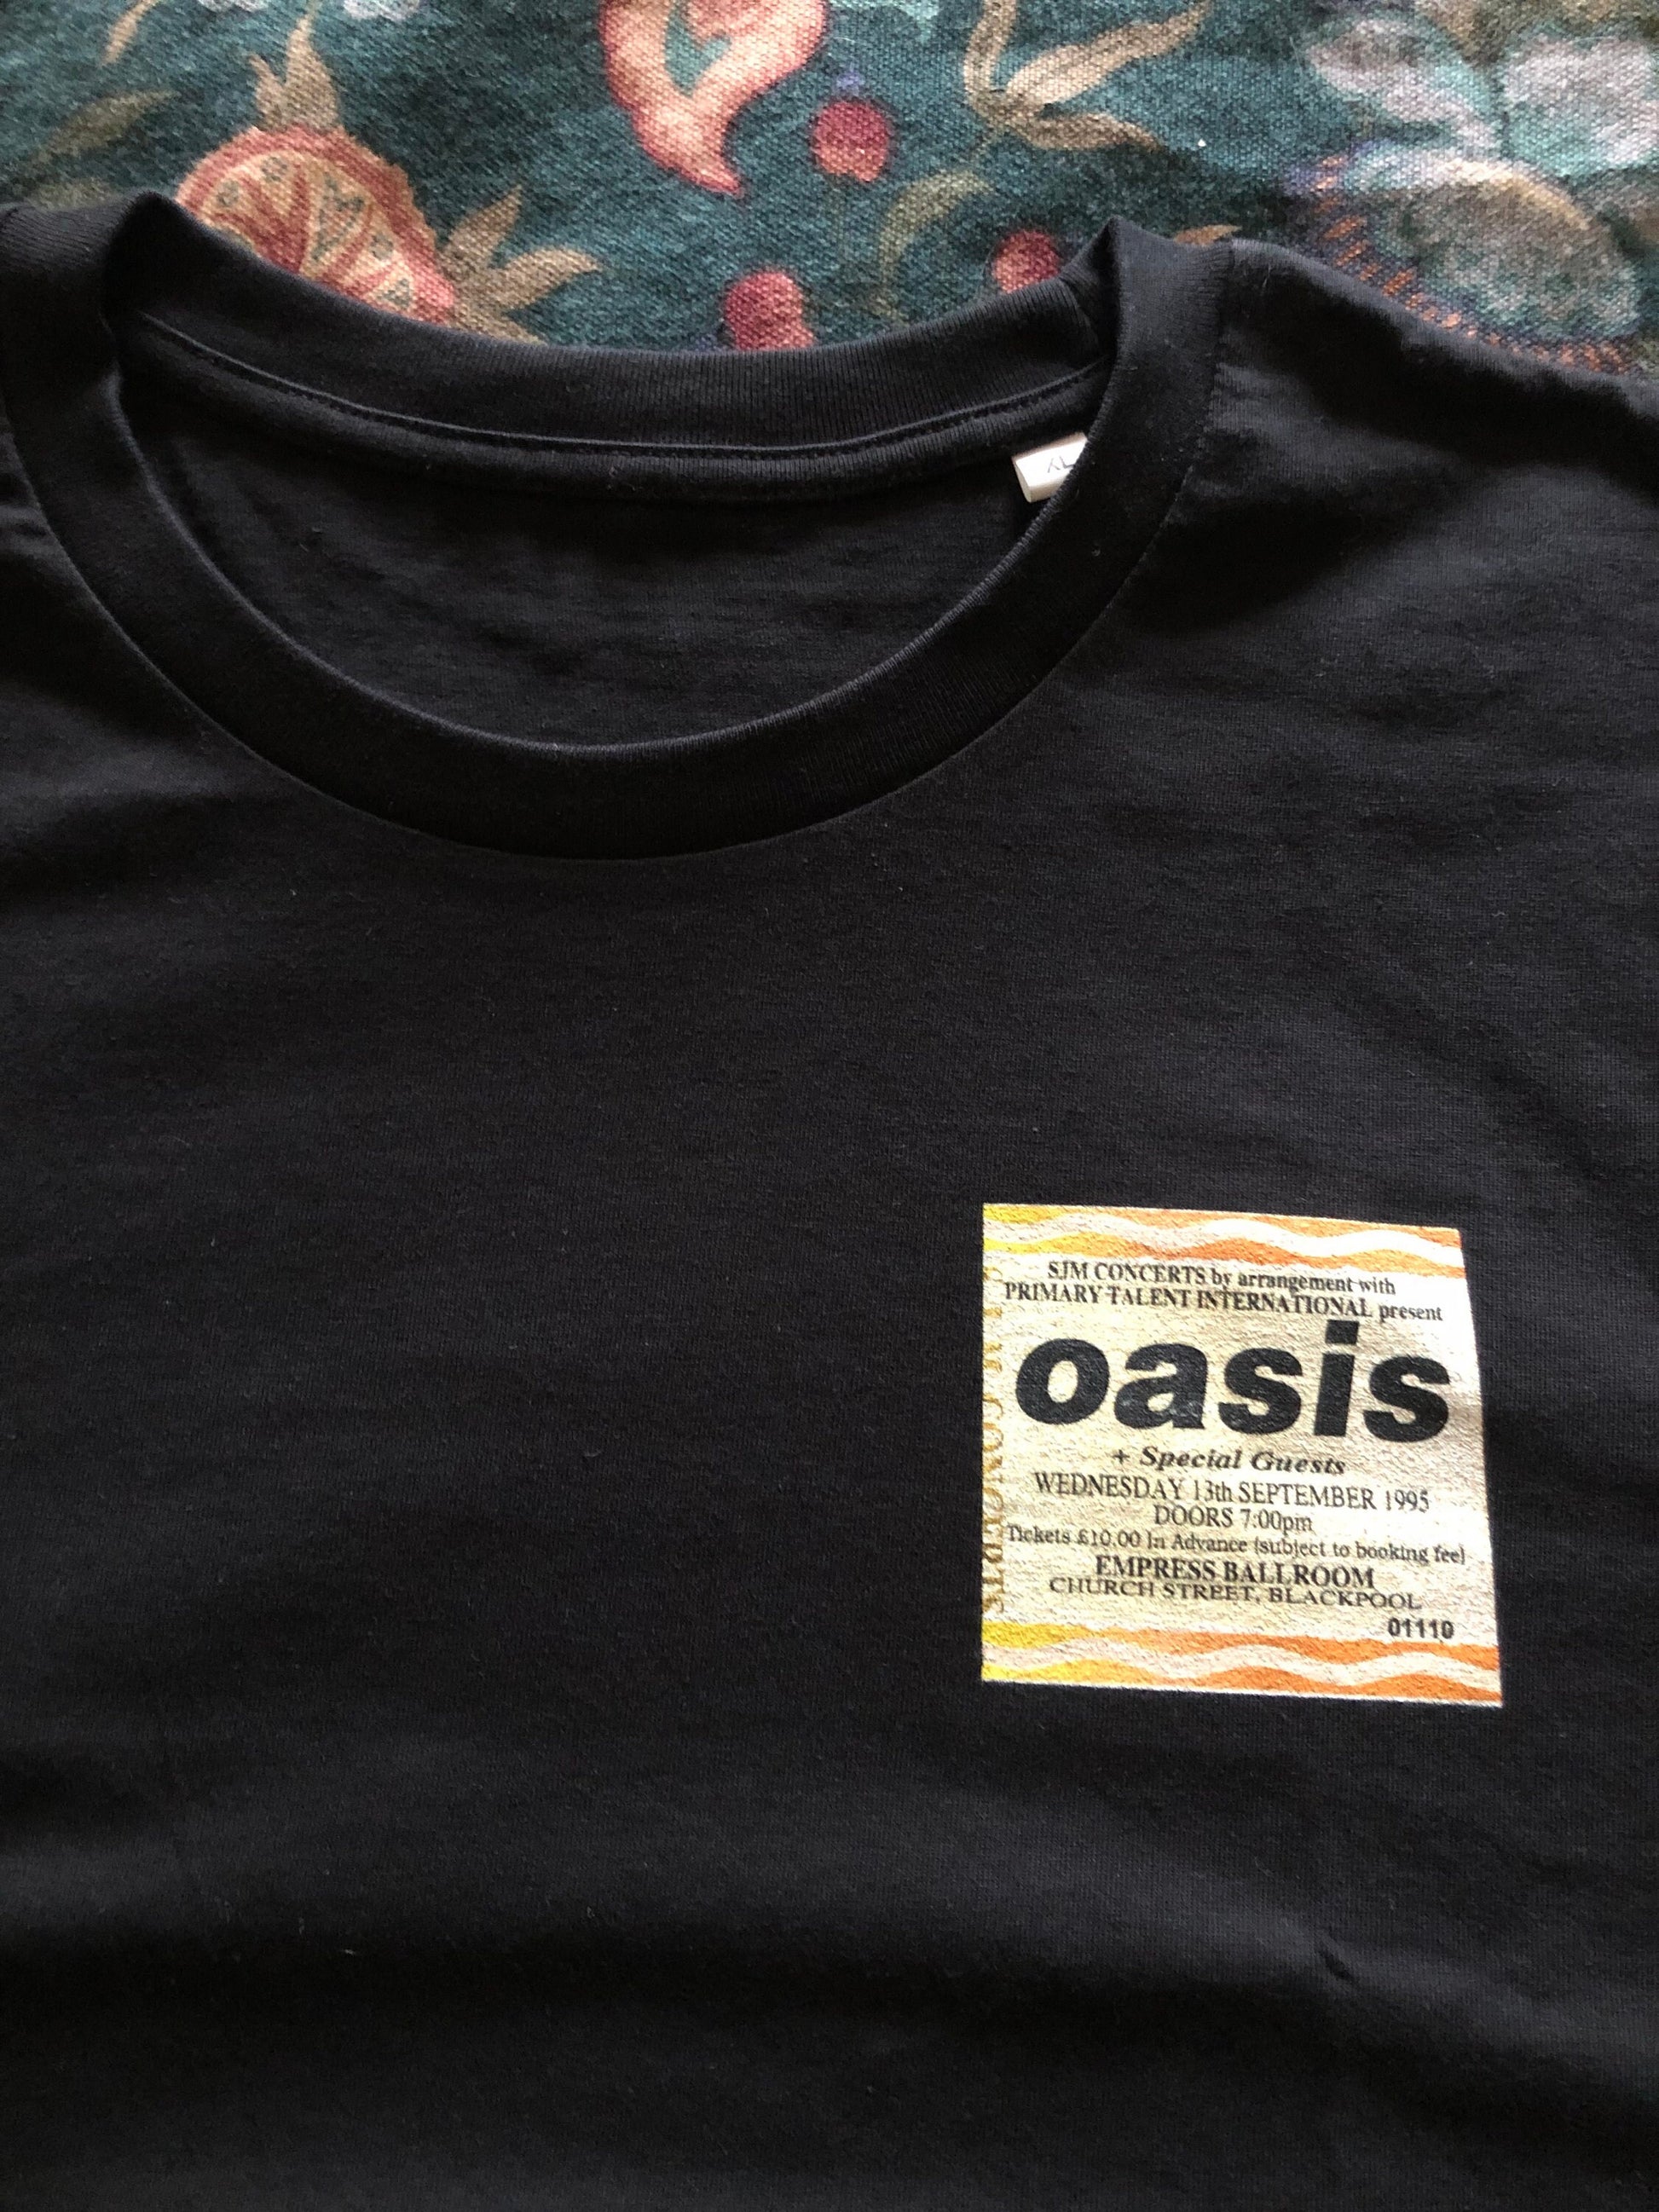 XL
SJM CONCERTS by arrangement with
PRIMARY TALENT INTERNATIONAL present
oasis
+ Special Guests
WEDNESDAY 13th SEPTEMBER 1995
DOORS 7:00pm
Tickets £10.00 In Advance (subject to booking fee)
EMPRESS BALLROOM
CHURCH STREET, BLACKPOOL
01110